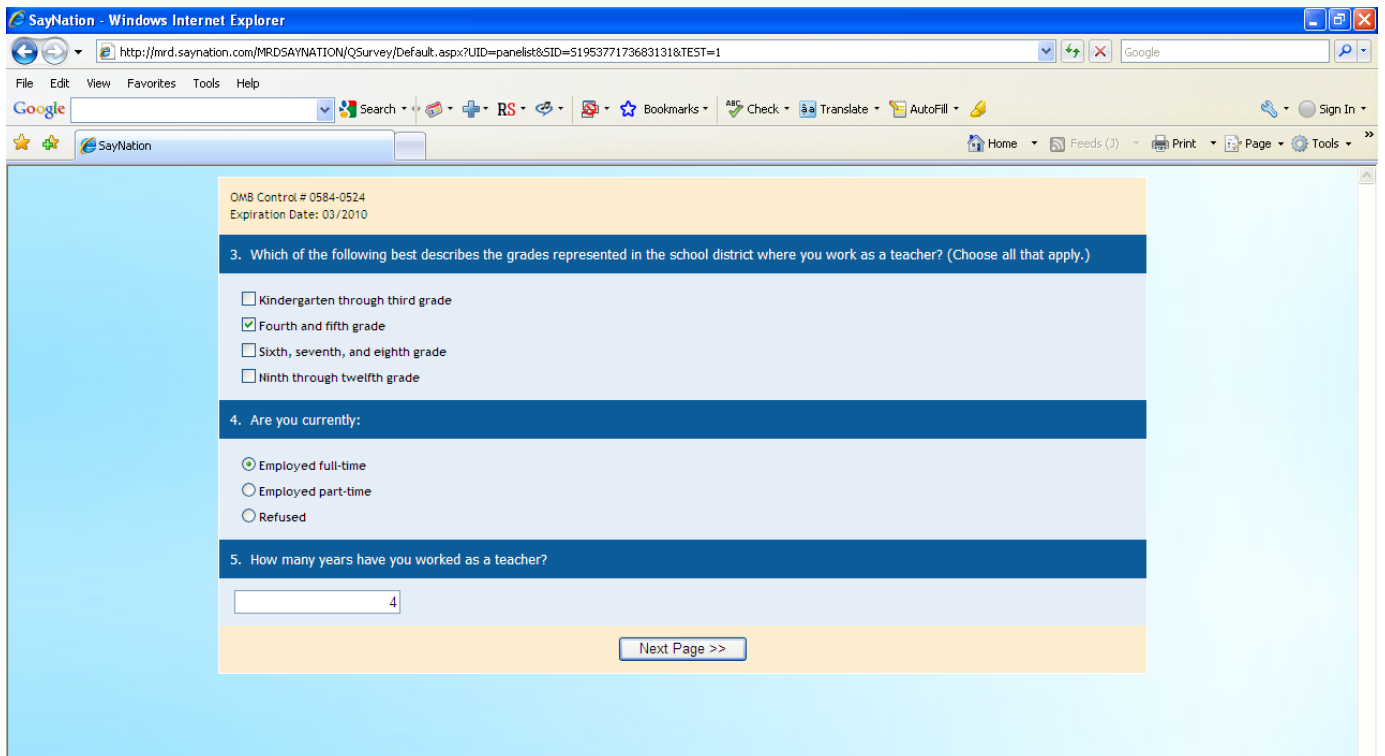 SayNation - Windows Internet Explorer
http://mrd.saynation.com/MRDSAYNATION/QSurvey/Default.aspx?UID=panelist&SID=S1953771736831318&TEST=1
Google
File Edit View Favorites Tools Help
Google Search RS Bookmarks Check Translate AutoFill Sign In
SayNation Home Feeds (J) Print Page Tools
OMB Control # 0584-0524
Expiration Date: 03/2010
3. Which of the following best describes the grades represented in the school district where you work as a teacher? (Choose all that apply.)
Kindergarten through third grade
Fourth and fifth grade
Sixth, seventh, and eighth grade
Ninth through twelfth grade
4. Are you currently:
Employed full-time
Employed part-time
Refused
5. How many years have you worked as a teacher?
4
Next Page >>